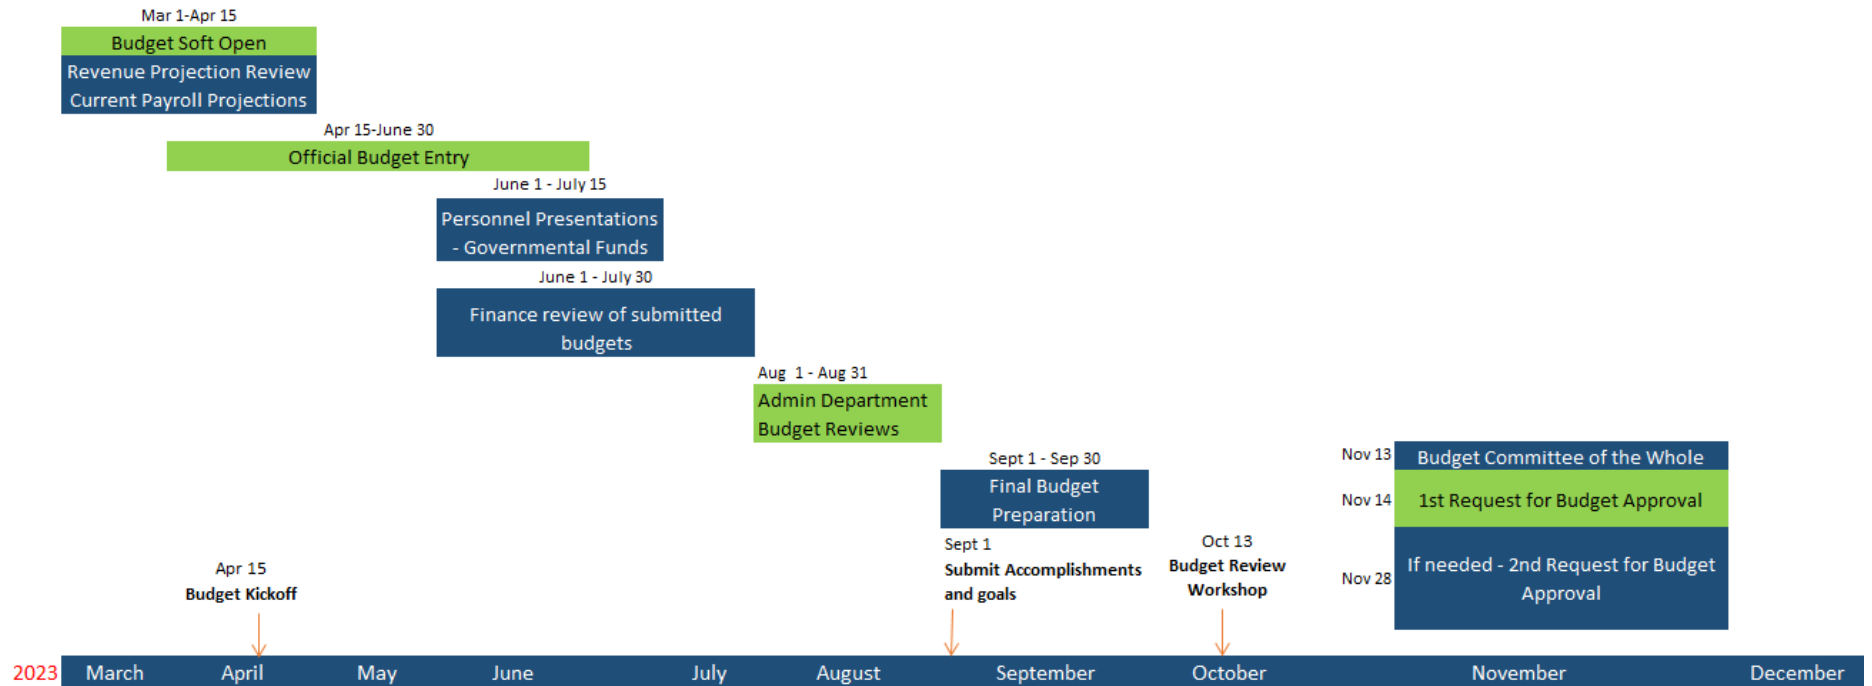 Mar 1-Apr 15
Budget Soft Open
Revenue Projection Review
Current Payroll Projections
Apr 15-June 30
Official Budget Entry
June 1 - July 15
Personnel Presentations
- Governmental Funds
June 1 - July 30
Finance review of submitted
budgets
Aug  1 - Aug 31
Admin Department
Budget Reviews
Sept 1 - Sep 30
Final Budget
Preparation
Nov 13
Budget Committee of the Whole
Nov 14
1st Request for Budget Approval
Nov 28
If needed - 2nd Request for Budget
Approval
Apr 15
Budget Kickoff
Sept 1
Submit Accomplishments
and goals
Oct 13
Budget Review
Workshop
2023 March April May June July August September October November December